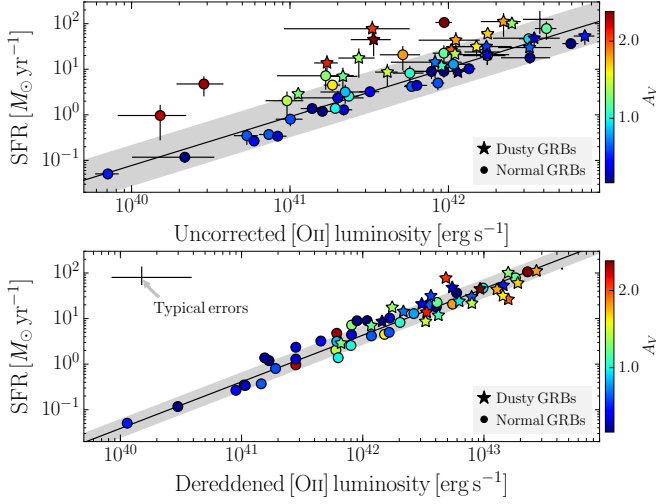 SFR [M⊙ yr⁻¹]
10²
10¹
10⁰
10⁻¹
Dusty GRBs
Normal GRBs
10⁴⁰ 10⁴¹ 10⁴²
Uncorrected [OII] luminosity [erg s⁻¹]
2.0
1.0
A_V
SFR [M⊙ yr⁻¹]
10²
10¹
10⁰
10⁻¹
Typical errors
Dusty GRBs
Normal GRBs
10⁴⁰ 10⁴¹ 10⁴² 10⁴³
Dereddened [OII] luminosity [erg s⁻¹]
2.0
1.0
A_V